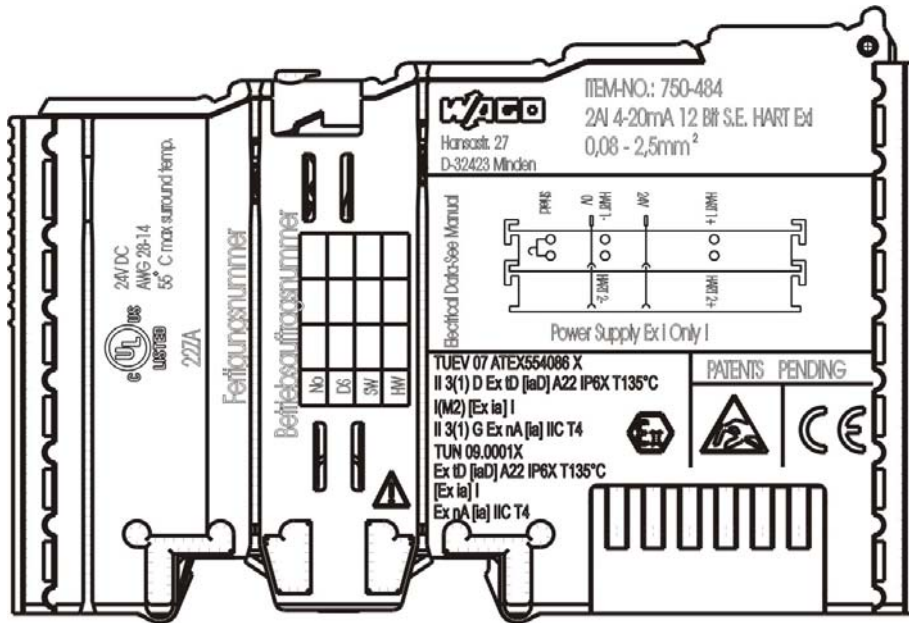 24V DC
AWG 28-14
55° C max surround temp.
C UL US
LISTED
22ZA
Fertigungsnummer
Betriebsauftragsnummer
No
DS
SW
HW
WAGO
Hansastr. 27
D-32423 Minden
ITEM-NO.: 750-484
2AI 4-20mA 12 Bit S.E. HART ExI
0,08 - 2,5mm²
Electrical Data-See Manual
Shield
0V
HART 1-
24V
HART 1+
HART 2-
HART 2+
Power Supply Ex I Only !
TUEV 07 ATEX554086 X
II 3(1) D Ex tD [iaD] A22 IP6X T135°C
I(M2) [Ex ia] I
II 3(1) G Ex nA [ia] IIC T4
TUN 09.0001X
Ex tD [iaD] A22 IP6X T135°C
[Ex ia] I
Ex nA [ia] IIC T4
Ex
PATENTS PENDING
CE